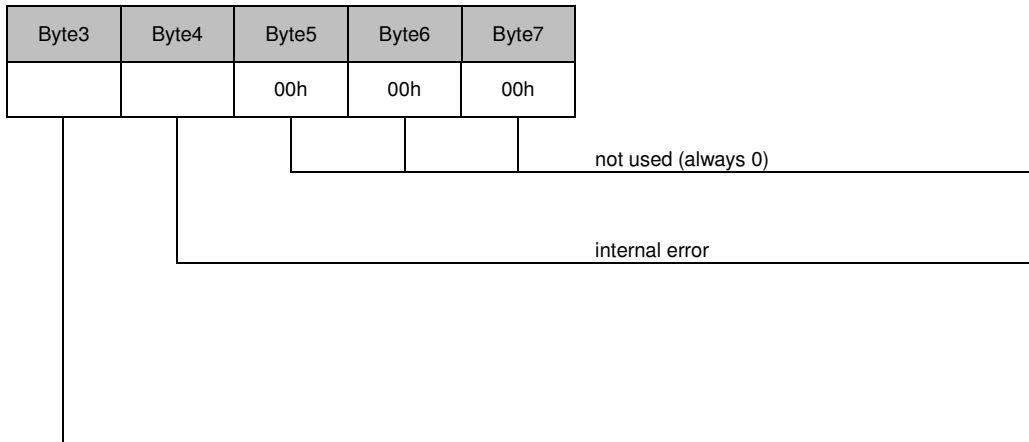 Byte3 Byte4 Byte5 Byte6 Byte7
00h 00h 00h
not used (always 0)
internal error